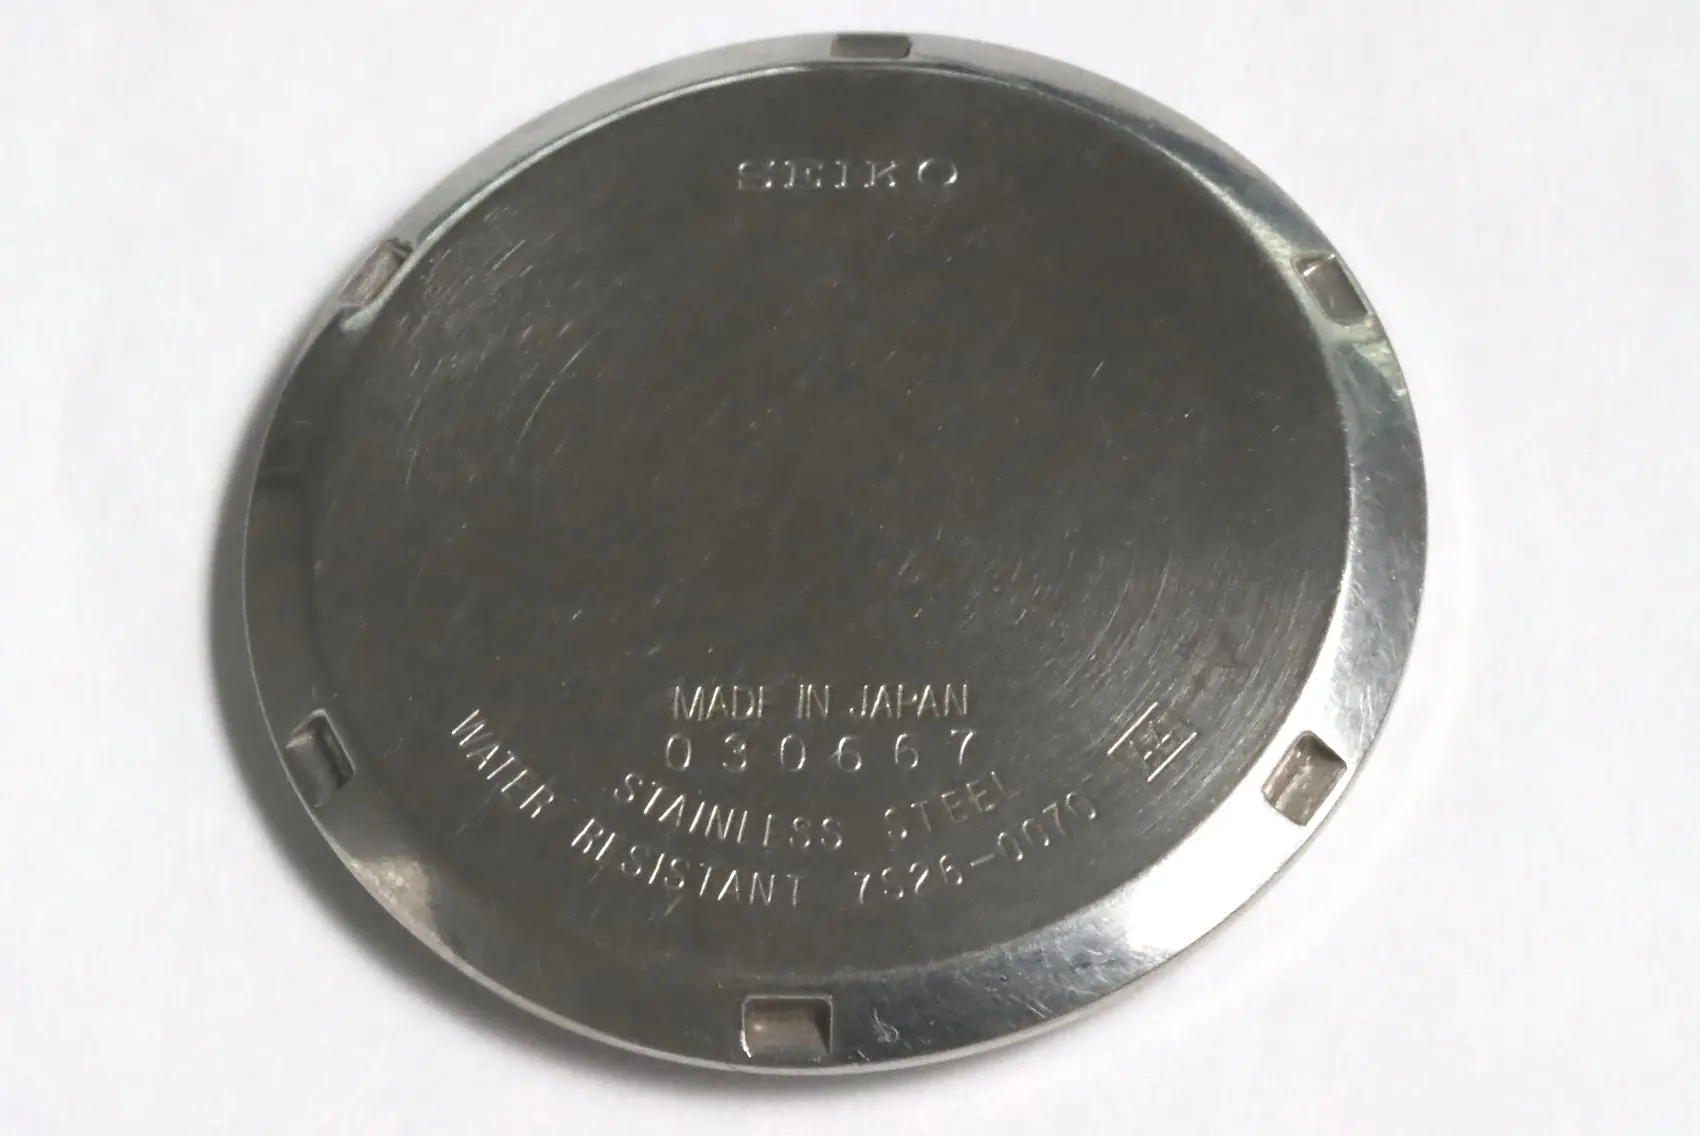 SEIKO
MADE IN JAPAN
030667
STAINLESS STEEL
WATER RESISTANT 7S26-0070